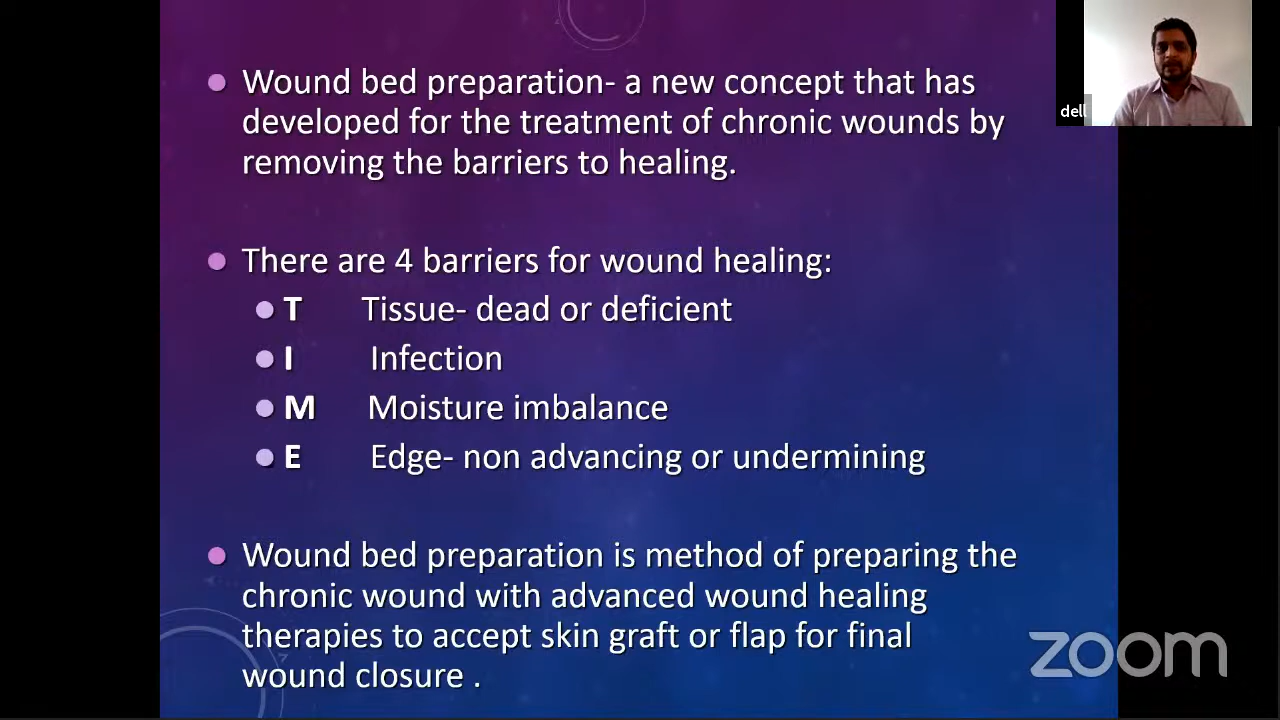 Wound bed preparation- a new concept that has
developed for the treatment of chronic wounds by
removing the barriers to healing.
There are 4 barriers for wound healing:
T Tissue- dead or deficient
I Infection
M Moisture imbalance
E Edge- non advancing or undermining
Wound bed preparation is method of preparing the
chronic wound with advanced wound healing
therapies to accept skin graft or flap for final
wound closure .
dell
zoom